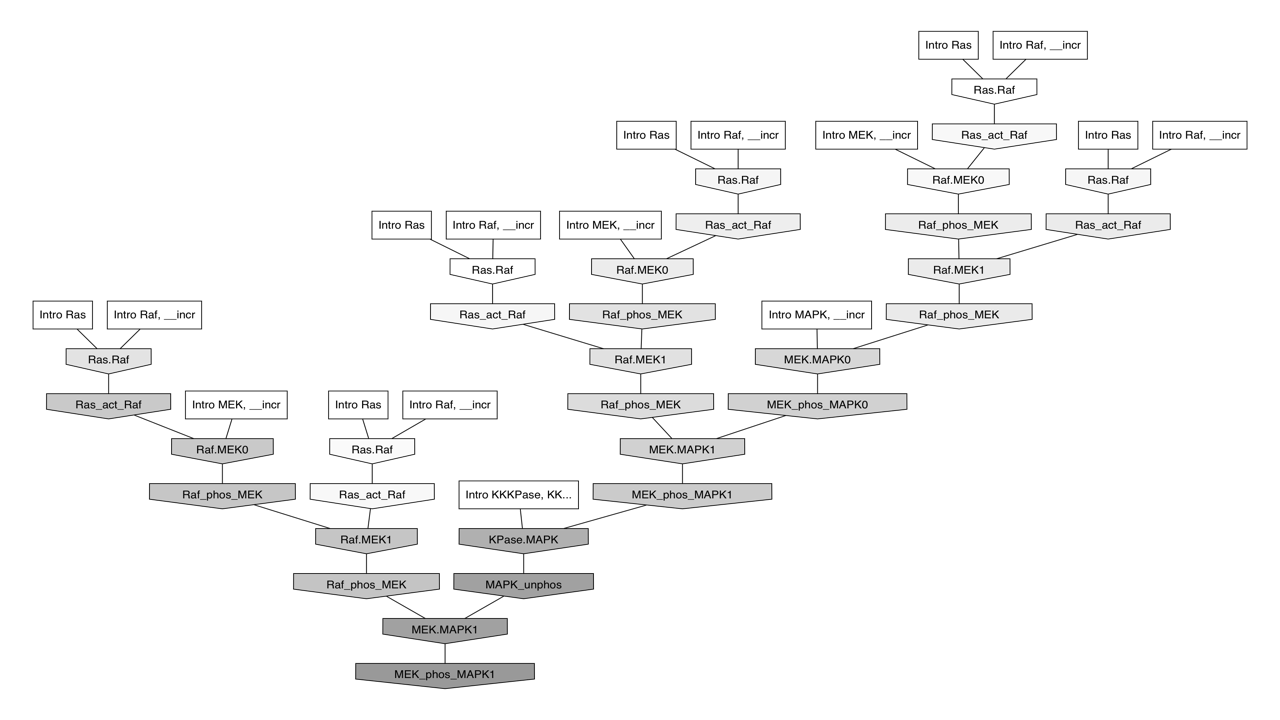 Intro Ras
Intro Raf, __incr
Ras.Raf
Intro Ras
Intro Raf, __incr
Intro MEK, __incr
Ras_act_Raf
Intro Ras
Intro Raf, __incr
Ras.Raf
Raf.MEK0
Ras.Raf
Intro Ras
Intro Raf, __incr
Intro MEK, __incr
Ras_act_Raf
Raf_phos_MEK
Ras_act_Raf
Ras.Raf
Raf.MEK0
Raf.MEK1
Intro Ras
Intro Raf, __incr
Ras_act_Raf
Raf_phos_MEK
Intro MAPK, __incr
Raf_phos_MEK
Ras.Raf
Raf.MEK1
MEK.MAPK0
Ras_act_Raf
Intro MEK, __incr
Intro Ras
Intro Raf, __incr
Raf_phos_MEK
MEK_phos_MAPK0
Raf.MEK0
Ras.Raf
MEK.MAPK1
Raf_phos_MEK
Ras_act_Raf
Intro KKKPase, KK...
MEK_phos_MAPK1
Raf.MEK1
KPase.MAPK
Raf_phos_MEK
MAPK_unphos
MEK.MAPK1
MEK_phos_MAPK1